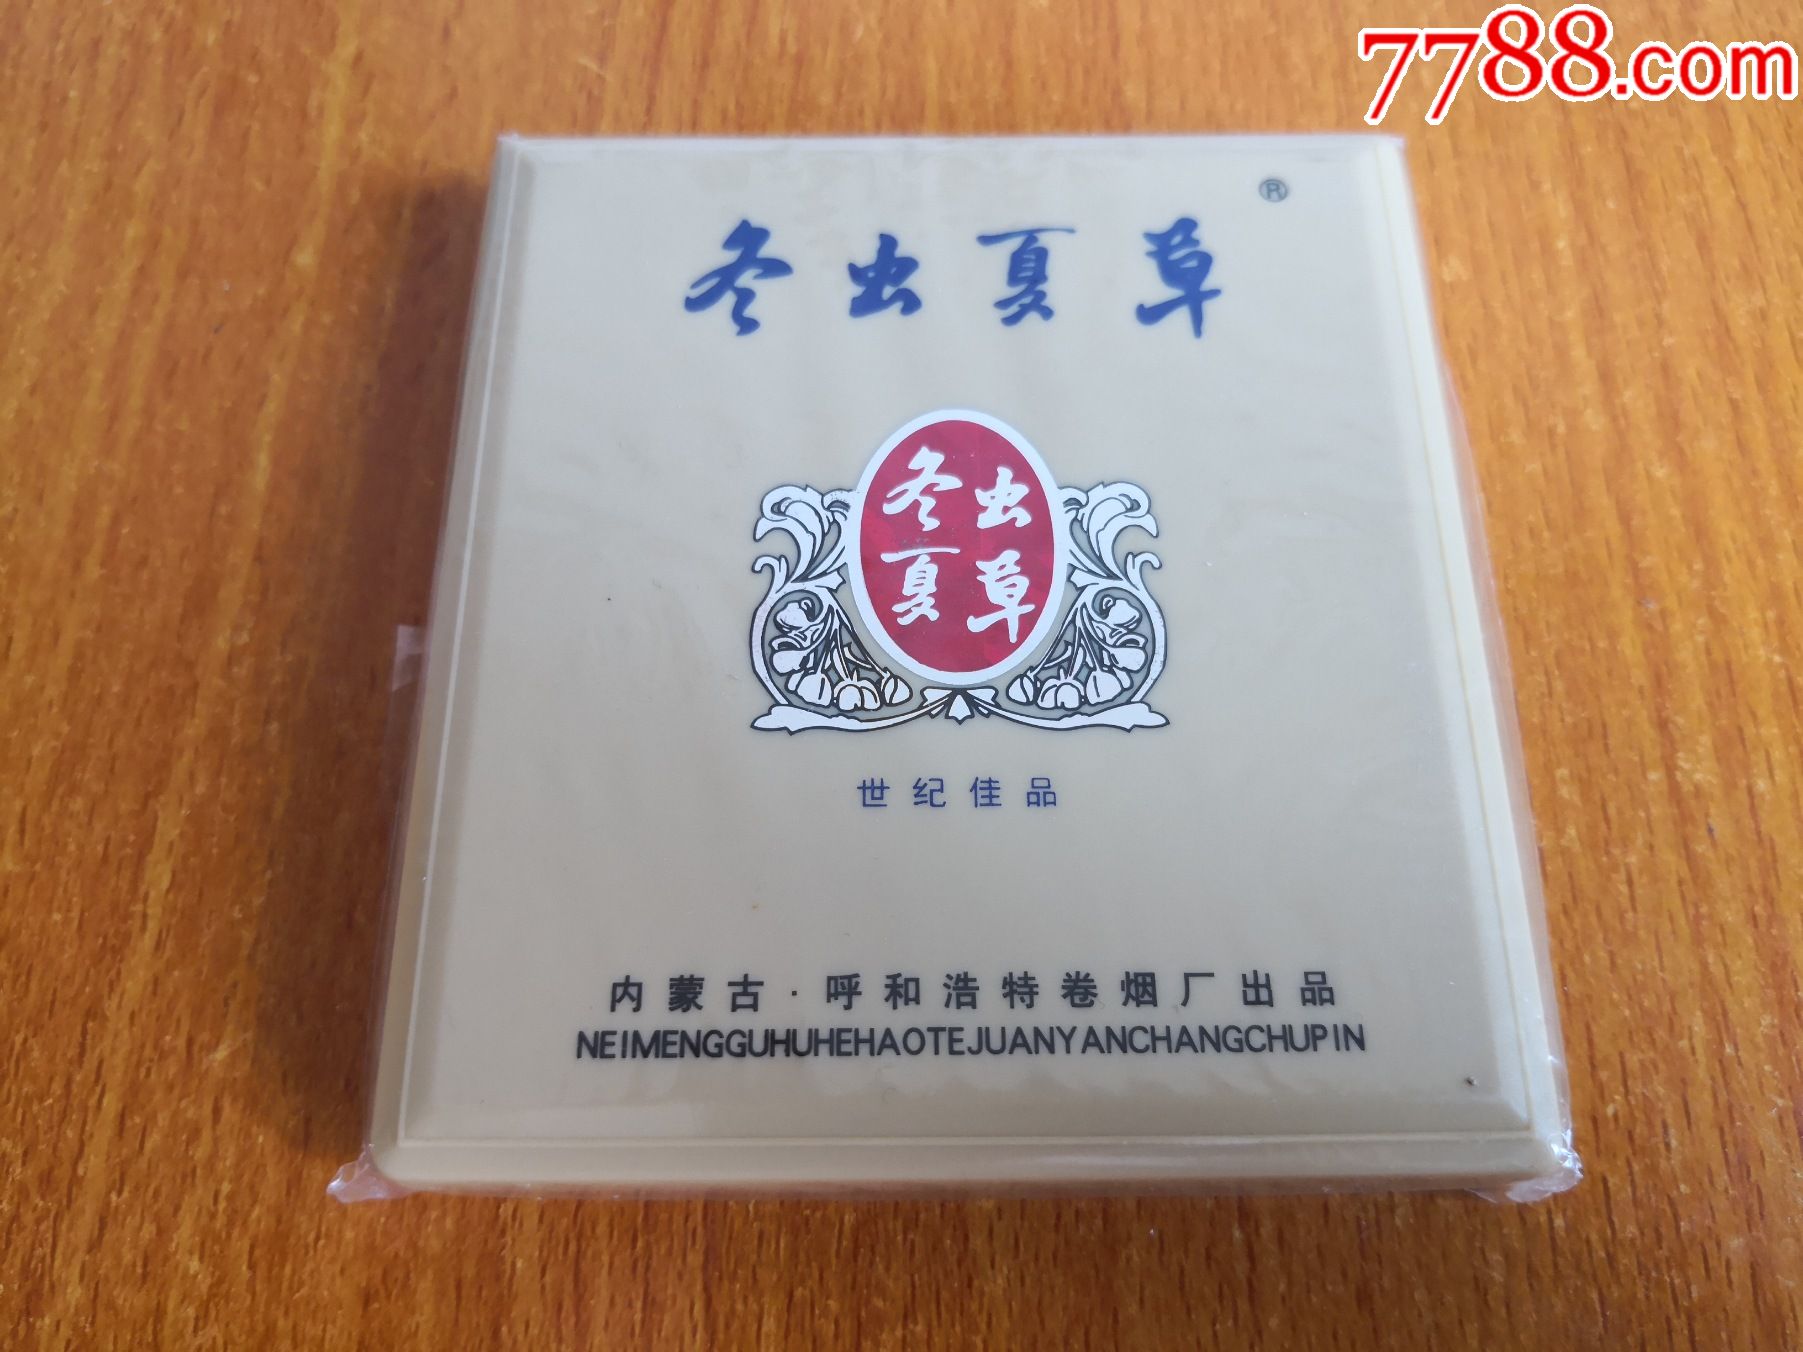 7788.com
®
冬虫夏草
冬虫
夏草
世纪佳品
内蒙古·呼和浩特卷烟厂出品
NEIMENGGUHUHEHAOTEJUANYANCHANGCHUPIN